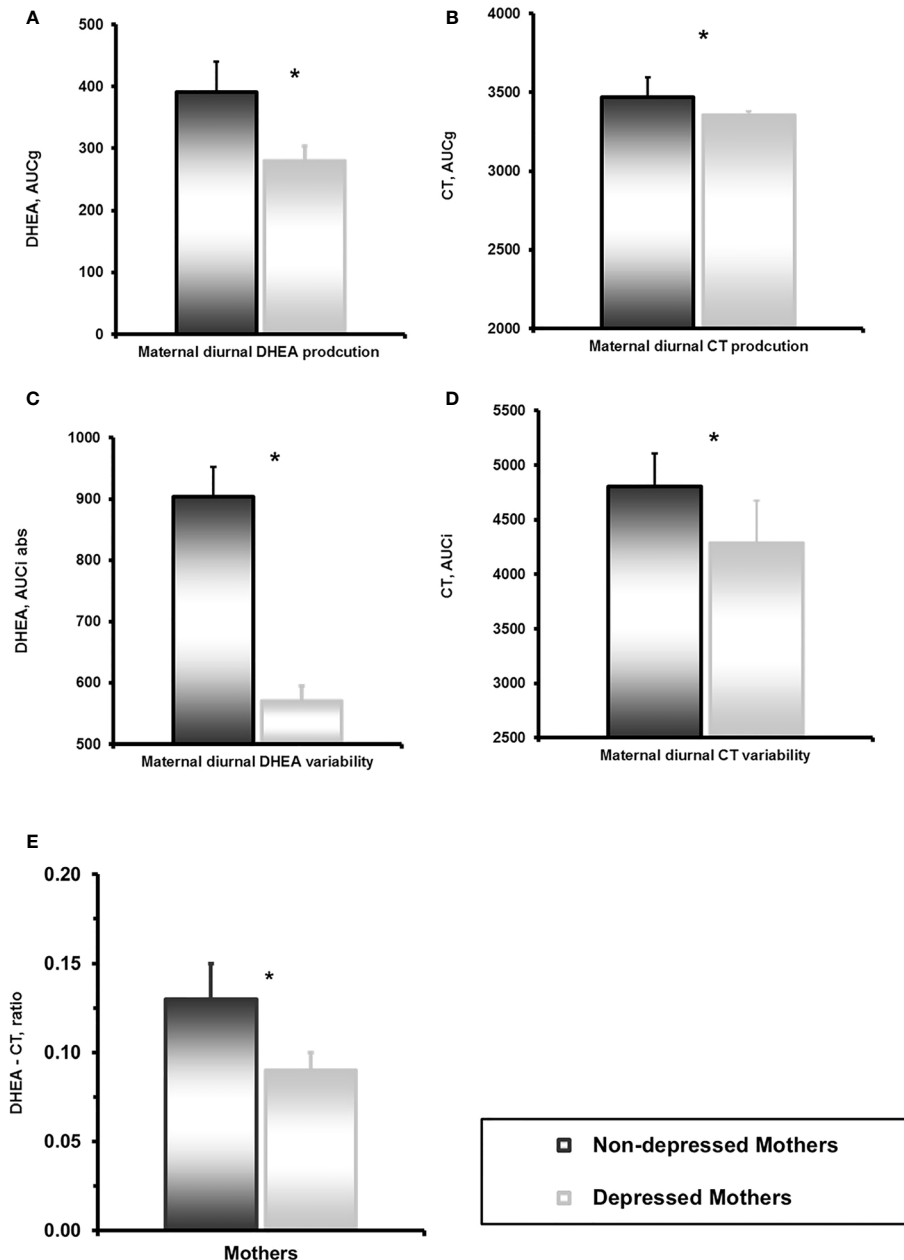 A
DHEA, AUCg
500
400
300
200
100
0
*
Maternal diurnal DHEA prodcution
B
CT, AUCg
4000
3500
3000
2500
2000
*
Maternal diurnal CT prodcution
C
DHEA, AUCi abs
1000
900
800
700
600
500
*
Maternal diurnal DHEA variability
D
CT, AUCi
5500
5000
4500
4000
3500
3000
2500
*
Maternal diurnal CT variability
E
DHEA - CT, ratio
0.20
0.15
0.10
0.05
0.00
*
Mothers
Non-depressed Mothers
Depressed Mothers